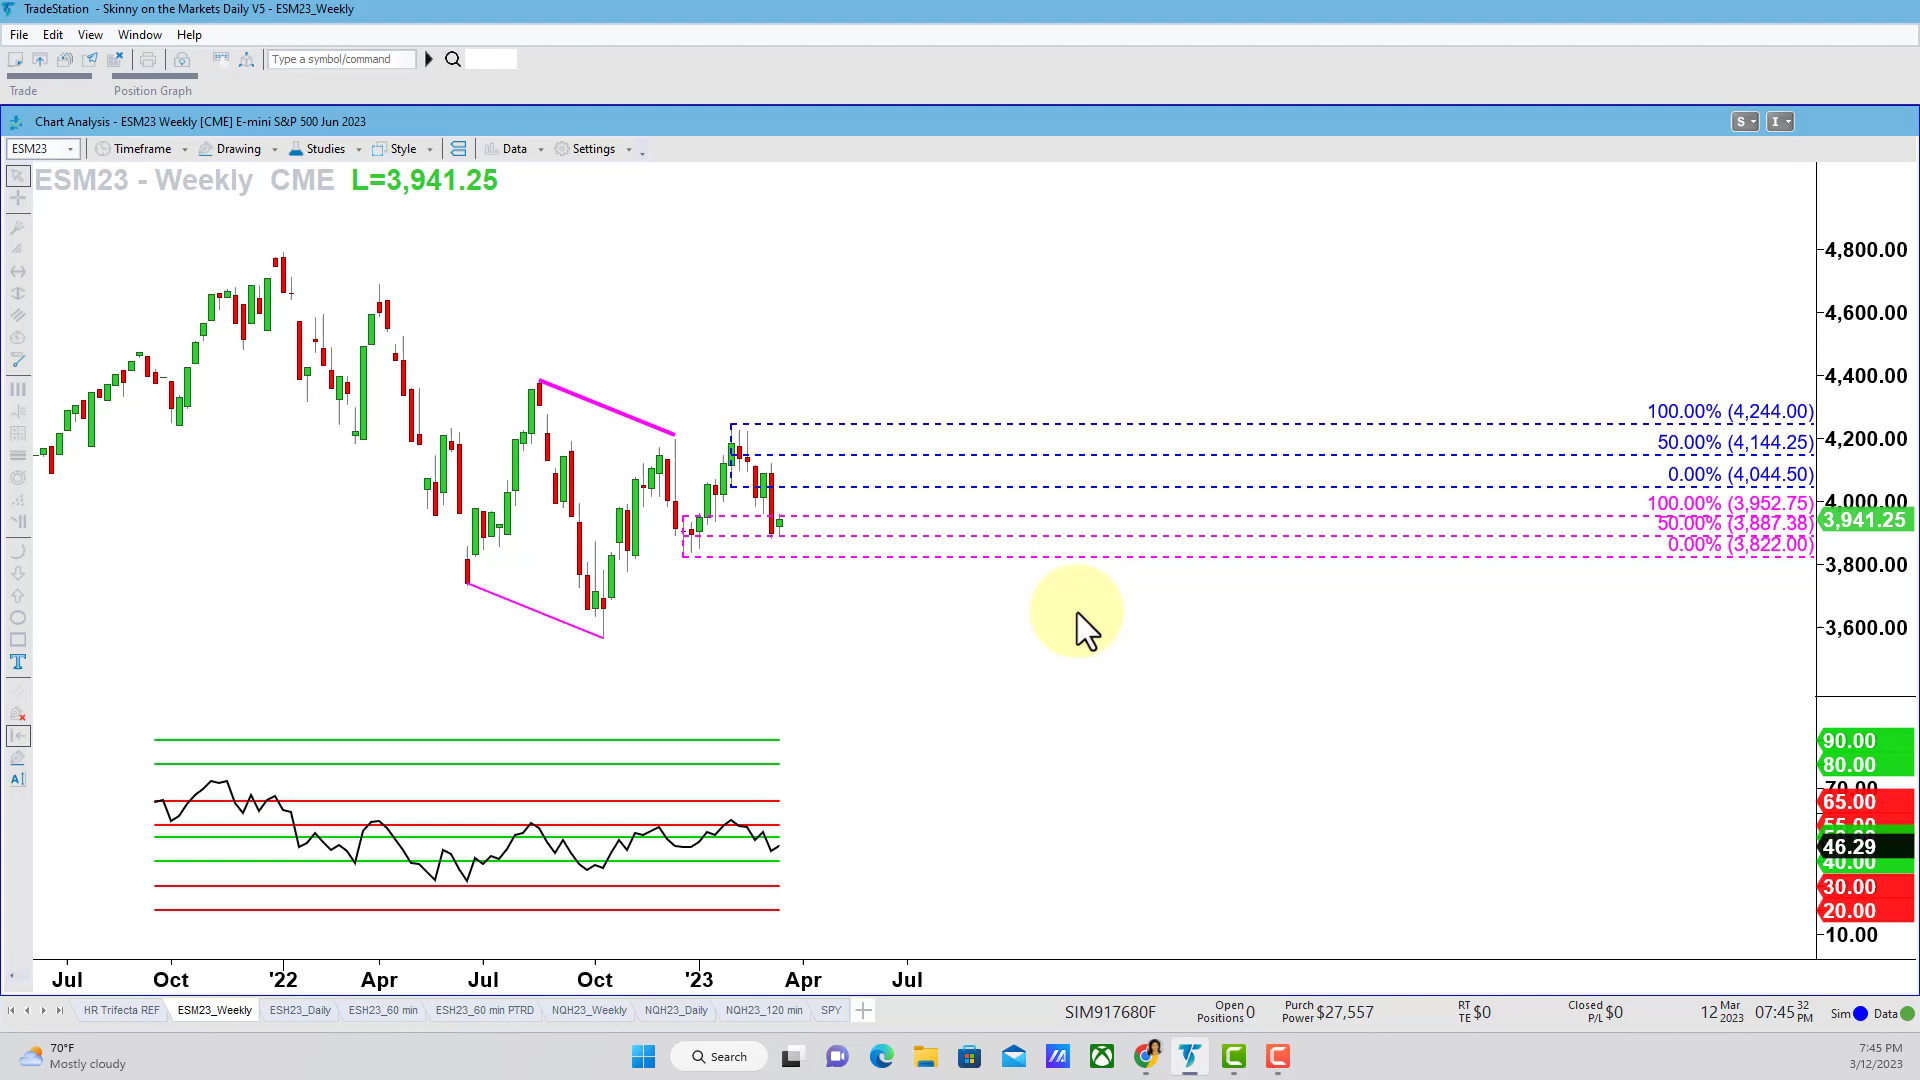 TradeStation - Skinny on the Markets Daily V5 - ESM23_Weekly
File Edit View Window Help
Type a symbol/command
Trade Position Graph
Chart Analysis - ESM23 Weekly [CME] E-mini S&P 500 Jun 2023
S I
ESM23 Timeframe Drawing Studies Style Data Settings
ESM23 - Weekly CME L=3,941.25
4,800.00
4,600.00
4,400.00
100.00% (4,244.00)
4,200.00
50.00% (4,144.25)
0.00% (4,044.50)
4,000.00
100.00% (3,952.75)
3,941.25
50.00% (3,887.38)
0.00% (3,822.00)
3,800.00
3,600.00
90.00
80.00
70.00
65.00
55.00
46.29
40.00
30.00
20.00
10.00
Jul Oct '22 Apr Jul Oct '23 Apr Jul
HR Trifecta REF ESM23_Weekly ESH23_Daily ESH23_60 min ESH23_60 min PTRD NQH23_Weekly NQH23_Daily NQH23_120 min SPY
SIM917680F Open Positions 0 Purch Power $27,557 RT TE $0 Closed P/L $0 12 Mar 2023 07:45 32 PM Sim Data
70°F
Mostly cloudy
Search
7:45 PM
3/12/2023